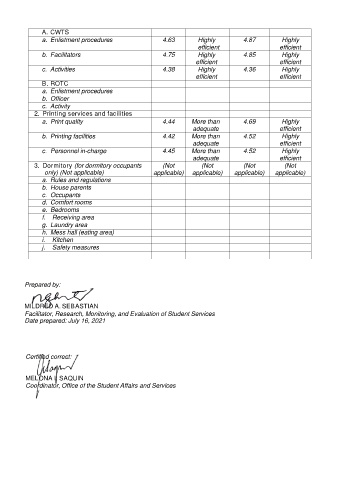 A. CWTS
a. Enlistment procedures 4.63 Highly efficient 4.87 Highly efficient
b. Facilitators 4.75 Highly efficient 4.85 Highly efficient
c. Activities 4.38 Highly efficient 4.36 Highly efficient
B. ROTC
a. Enlistment procedures
b. Officer
c. Activity
2. Printing services and facilities
a. Print quality 4.44 More than adequate 4.69 Highly efficient
b. Printing facilities 4.42 More than adequate 4.52 Highly efficient
c. Personnel in-charge 4.45 More than adequate 4.52 Highly efficient
3. Dormitory (for dormitory occupants only) (Not applicable) (Not applicable) (Not applicable) (Not applicable) (Not applicable)
a. Rules and regulations
b. House parents
c. Occupants
d. Comfort rooms
e. Bedrooms
f. Receiving area
g. Laundry area
h. Mess hall (eating area)
i. Kitchen
j. Safety measures
Prepared by:
MILDRED A. SEBASTIAN
Facilitator, Research, Monitoring, and Evaluation of Student Services
Date prepared: July 16, 2021
Certified correct:
MELONA I. SAQUIN
Coordinator, Office of the Student Affairs and Services